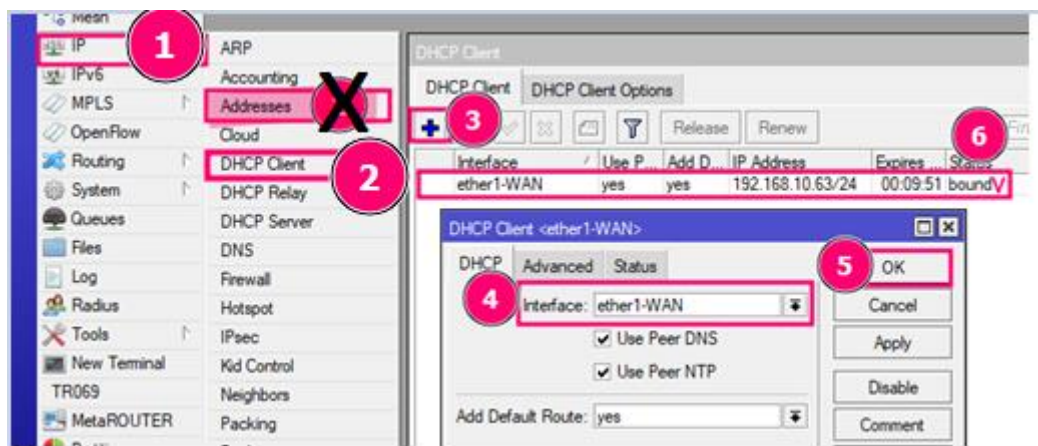 Mesh
IP
1
IPv6
MPLS
OpenFlow
Routing
System
Queues
Files
Log
Radius
Tools
New Terminal
TR069
MetaROUTER
ARP
Accounting
Addresses
X
Cloud
DHCP Client
2
DHCP Relay
DHCP Server
DNS
Firewall
Hotspot
IPsec
Kid Control
Neighbors
Packing
DHCP Client
DHCP Client DHCP Client Options
3 Release Renew
6
Interface Use P... Add D... IP Address Expires ... Status
ether1-WAN yes yes 192.168.10.63/24 00:09:51 bound V
DHCP Client <ether1-WAN>
DHCP Advanced Status
5 OK
4 Interface: ether1-WAN
Cancel
Use Peer DNS
Apply
Use Peer NTP
Disable
Add Default Route: yes
Comment